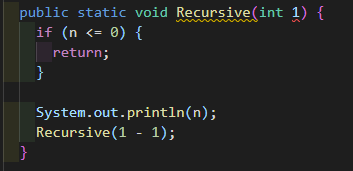 public static void Recursive(int 1) {
if (n <= 0) {
return;
}
System.out.println(n);
Recursive(1 - 1);
}